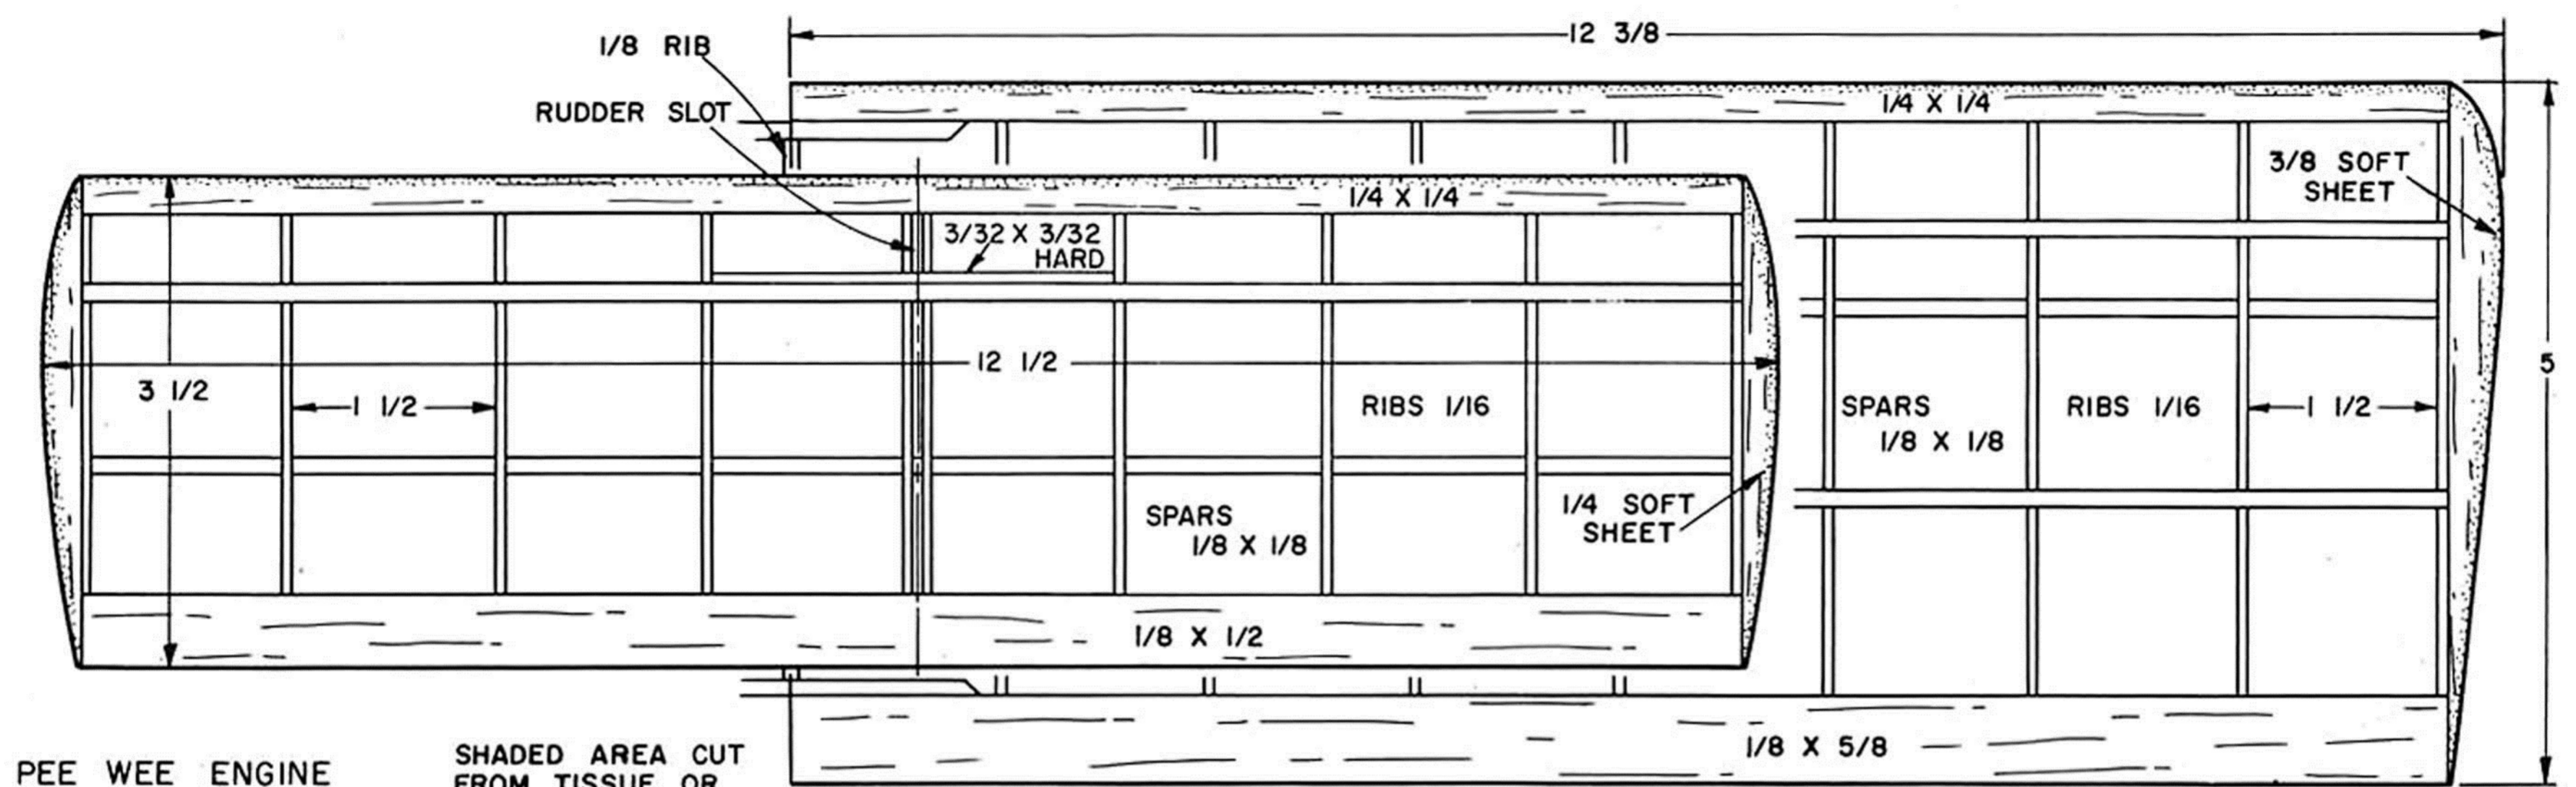 12 3/8
1/8 RIB
RUDDER SLOT
1/4 X 1/4
3/8 SOFT
SHEET
1/4 X 1/4
3/32 X 3/32
HARD
12 1/2
5
3 1/2
1 1/2
RIBS 1/16
SPARS
1/8 X 1/8
RIBS 1/16
1 1/2
SPARS
1/8 X 1/8
1/4 SOFT
SHEET
1/8 X 1/2
1/8 X 5/8
PEE WEE ENGINE
SHADED AREA CUT
FROM TISSUE OR